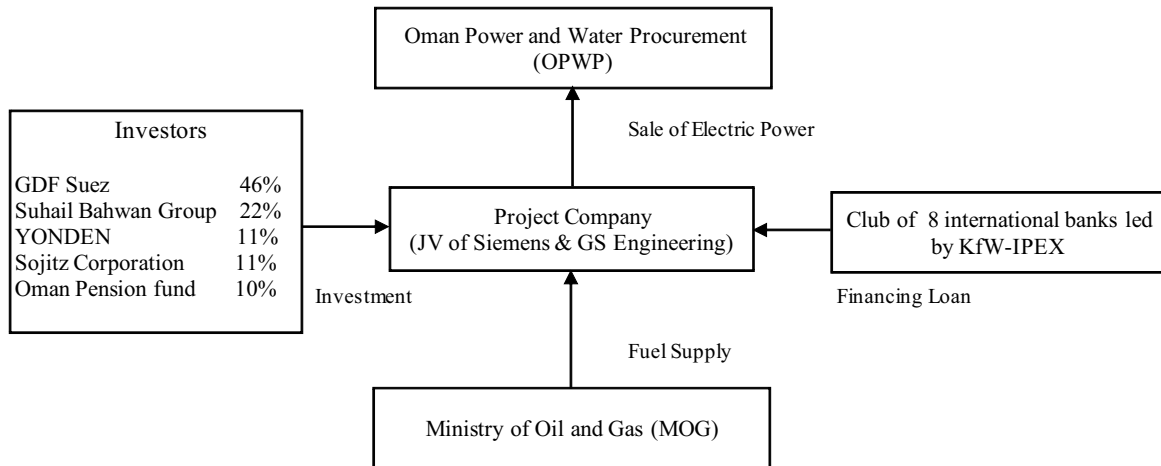 Oman Power and Water Procurement
(OPWP)
Sale of Electric Power
Investors
GDF Suez 46%
Suhail Bahwan Group 22%
YONDEN 11%
Sojitz Corporation 11%
Oman Pension fund 10%
Investment
Project Company
(JV of Siemens & GS Engineering)
Club of 8 international banks led
by KfW-IPEX
Financing Loan
Fuel Supply
Ministry of Oil and Gas (MOG)